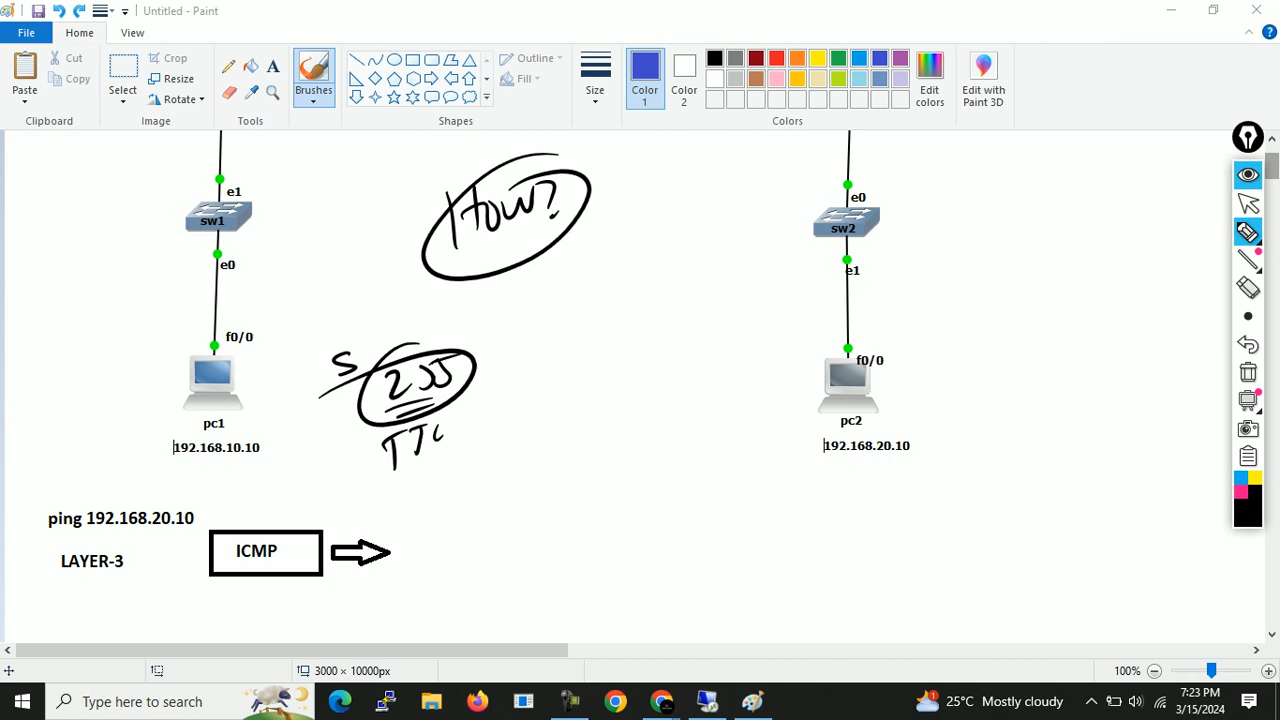 Untitled - Paint
File
Home
View
Paste
Cut
Copy
Clipboard
Select
Crop
Resize
Rotate
Image
A
Tools
Brushes
Outline
Fill
Shapes
Size
Color 1
Color 2
Edit colors
Colors
Edit with Paint 3D
e1
sw1
e0
f0/0
pc1
192.168.10.10
How?
S
255
TTL
e0
sw2
e1
f0/0
pc2
192.168.20.10
ping 192.168.20.10
LAYER-3
ICMP
3000 × 10000px
100%
Type here to search
25°C Mostly cloudy
7:23 PM
3/15/2024